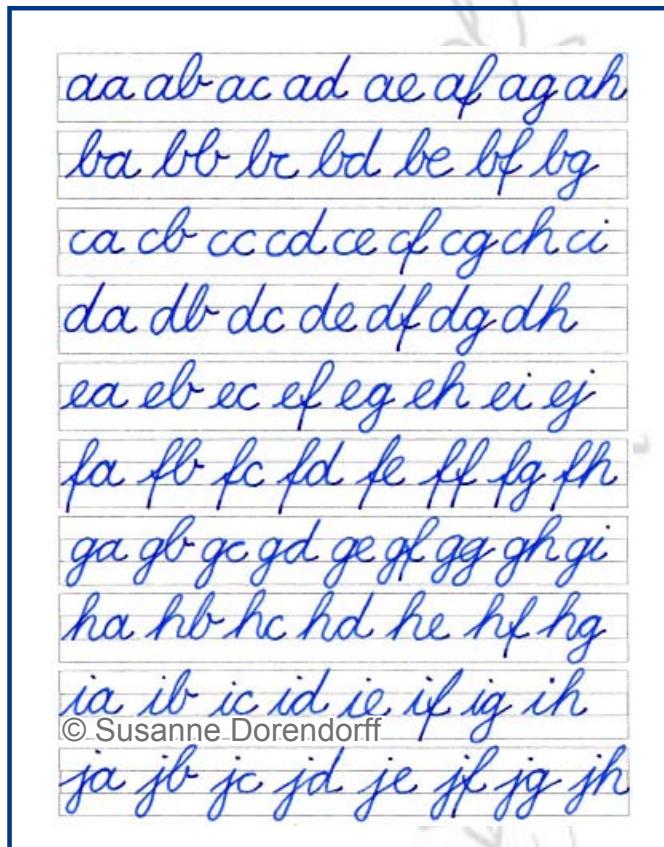 aa ab ac ad ae af ag ah
ba bb bc bd be bf bg
ca cb cc cd ce cf cg ch ci
da db dc de df dg dh
ea eb ec ef eg eh ei ej
fa fb fc fd fe ff fg fh
ga gb gc gd ge gf gg gh gi
ha hb hc hd he hf hg
ia ib ic id ie if ig ih
© Susanne Dorendorff
ja jb jc jd je jf jg jh